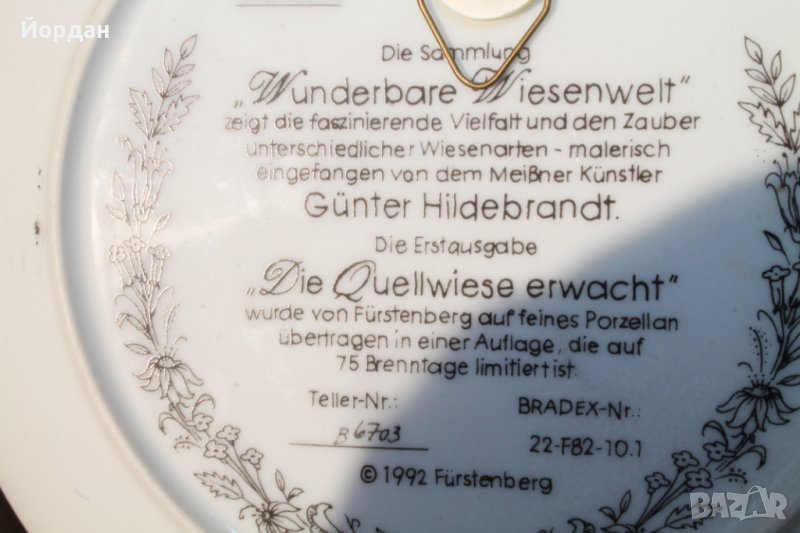 Йордан
Die Sammlung
„Wunderbare Wiesenwelt"
zeigt die faszinierende Vielfalt und den Zauber
unterschiedlicher Wiesenarten - malerisch
eingefangen von dem Meißner Künstler
Günter Hildebrandt.
Die Erstausgabe
„Die Quellwiese erwacht"
wurde von Fürstenberg auf feines Porzellan
übertragen in einer Auflage, die auf
75 Brenntage limitiert ist.
Teller-Nr.: BRADEX-Nr.:
B6703 22-F82-10.1
© 1992 Fürstenberg
BAZAR